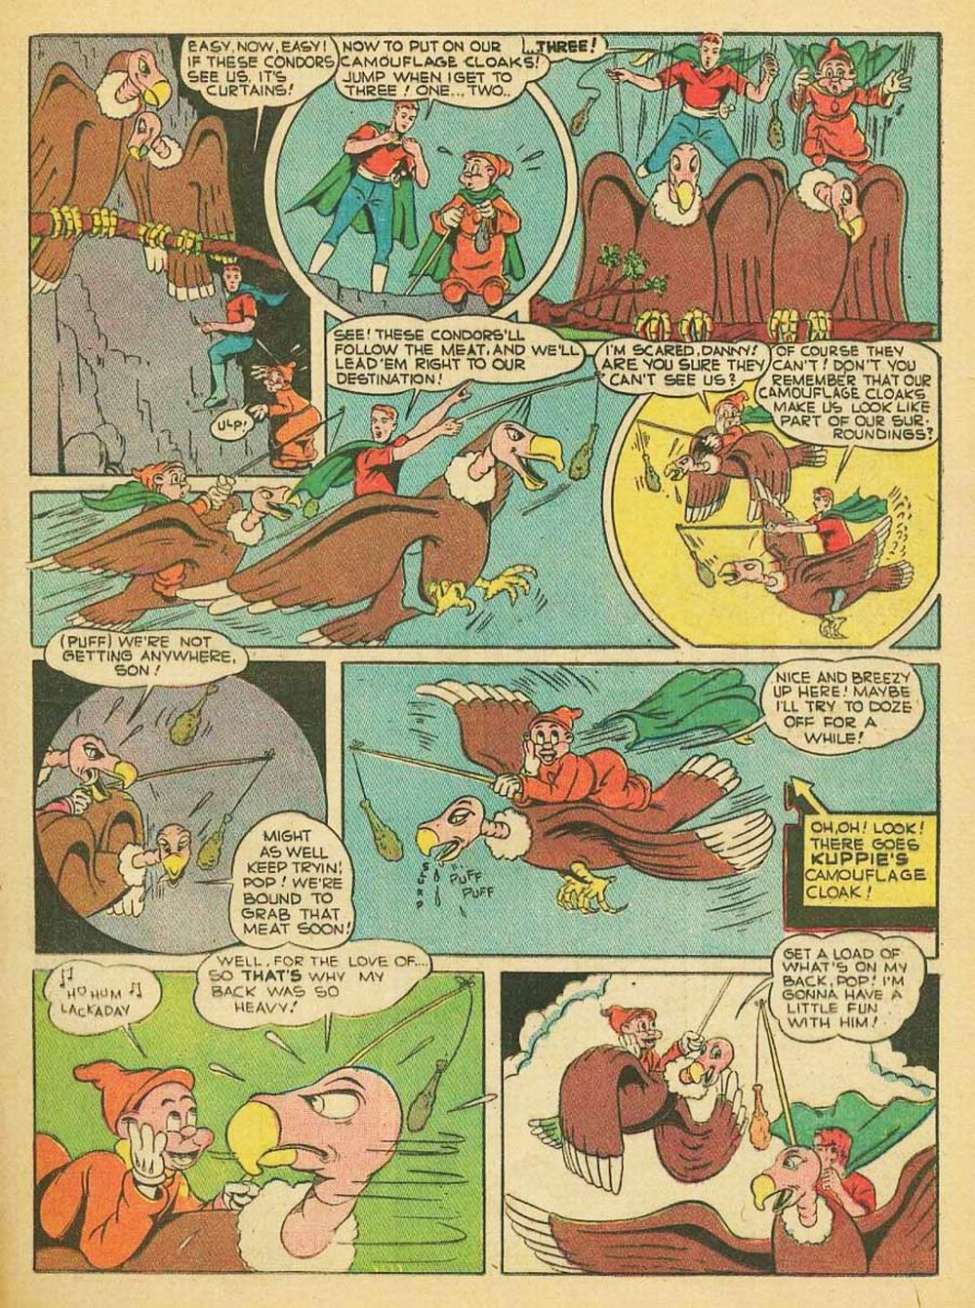 EASY, NOW, EASY!
IF THESE CONDORS
SEE US, IT'S
CURTAINS!
ULP!
NOW TO PUT ON OUR
CAMOUFLAGE CLOAKS!
JUMP WHEN I GET TO
THREE! ONE... TWO..
...THREE!
SEE! THESE CONDORS'LL
FOLLOW THE MEAT, AND WE'LL
LEAD 'EM RIGHT TO OUR
DESTINATION!
I'M SCARED, DANNY!
ARE YOU SURE THEY
CAN'T SEE US?
OF COURSE THEY
CAN'T! DON'T YOU
REMEMBER THAT OUR
CAMOUFLAGE CLOAKS
MAKE US LOOK LIKE
PART OF OUR SUR-
ROUNDINGS?
(PUFF) WE'RE NOT
GETTING ANYWHERE,
SON!
MIGHT
AS WELL
KEEP TRYIN',
POP! WE'RE
BOUND TO
GRAB THAT
MEAT SOON!
NICE AND BREEZY
UP HERE! MAYBE
I'LL TRY TO DOZE
OFF FOR A
WHILE!
PUFF
PUFF
OH, OH! LOOK!
THERE GOES
KUPPIE'S
CAMOUFLAGE
CLOAK!
HO HUM
LACKADAY
WELL, FOR THE LOVE OF....
SO THAT'S WHY MY
BACK WAS SO
HEAVY!
GET A LOAD OF
WHAT'S ON MY
BACK, POP! I'M
GONNA HAVE A
LITTLE FUN
WITH HIM!